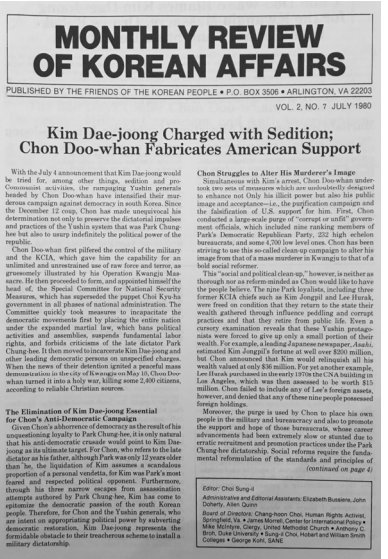 MONTHLY REVIEW
OF KOREAN AFFAIRS
PUBLISHED BY THE FRIENDS OF THE KOREAN PEOPLE • P.O. BOX 3506 • ARLINGTON, VA 22203
VOL. 2, NO. 7 JULY 1980
Kim Dae-joong Charged with Sedition;
Chon Doo-whan Fabricates American Support
With the July 4 announcement that Kim Dae-joong would
be tried for, among other things, sedition and pro-
Communist activities, the rampaging Yushin generals
headed by Chon Doo-whan have intensified their mur-
derous campaign against democracy in south Korea. Since
the December 12 coup, Chon has made unequivocal his
determination not only to preserve the dictatorial impulses
and practices of the Yushin system that was Park Chung-
hee but also to usurp indefinitely the political power of the
republic.
Chon Doo-whan first pilfered the control of the military
and the KCIA, which gave him the capability for an
unlimited and unrestrained use of raw force and terror, as
gruesomely illustrated by his Operation Kwangju Mas-
sacre. He then proceeded to form, and appointed himself the
head of, the Special Committee for National Security
Measures, which has superseded the puppet Choi Kyu-ha
government in all phases of national administration. The
Committee quickly took measures to incapacitate the
democratic movements first by placing the entire nation
under the expanded martial law, which bans political
activities and assemblies, suspends fundamental labor
rights, and forbids criticisms of the late dictator Park
Chung-hee. It then moved to incarcerate Kim Dae-joong and
other leading democratic persons on unspecified charges.
When the news of their detention ignited a peaceful mass
demonstration in the city of Kwangju on May 19, Chon Doo-
whan turned it into a holy war, killing some 2,400 citizens,
according to reliable Christian sources.
The Elimination of Kim Dae-joong Essential
for Chon's Anti-Democratic Campaign
Given Chon's abhorrence of democracy as the result of his
unquestioning loyalty to Park Chung-hee, it is only natural
that his anti-democratic crusade would point to Kim Dae-
joong as its ultimate target. For Chon, who refers to the late
dictator as his father, although Park was only 12 years older
than he, the liquidation of Kim assumes a scandalous
proportion of a personal vendetta, for Kim was Park's most
feared and respected political opponent. Furthermore,
through his three narrow escapes from assassination
attempts authored by Park Chung-hee, Kim has come to
epitomize the democratic passion of the south Korean
people. Therefore, for Chon and the Yushin generals, who
are intent on appropriating political power by subverting
democratic restoration, Kim Dae-joong represents the
formidable obstacle to their treacherous scheme to install a
military dictatorship.
Chon Struggles to Alter His Murderer's Image
Simultaneous with Kim's arrest, Chon Doo-whan under-
took two sets of measures which are undoubtedly designed
to enhance not only his illicit power but also his public
image and acceptance—i.e., the purification campaign and
the falsification of U.S. support for him. First, Chon
conducted a large-scale purge of "corrupt or unfit" govern-
ment officials, which included nine ranking members of
Park's Democratic Republican Party, 232 high echelon
bureaucrats, and some 4,700 low level ones. Chon has been
striving to use this so-called clean-up campaign to alter his
image from that of a mass murderer in Kwangju to that of a
bold social reformer.
This "social and political clean-up," however, is neither as
thorough nor as reform-minded as Chon would like to have
the people believe. The nine Park loyalists, including three
former KCIA chiefs such as Kim Jongpil and Lee Hurak,
were freed on condition that they return to the state their
wealth gathered through influence peddling and corrupt
practices and that they retire from public life. Even a
cursory examination reveals that these Yushin protago-
nists were forced to give up only a small portion of their
wealth. For example, a leading Japanese newspaper, Asahi,
estimated Kim Jongpil's fortune at well over $200 million,
but Chon announced that Kim would relinquish all his
wealth valued at only $36 million. For yet another example,
Lee Hurak purchased in the early 1970s the CNA building in
Los Angeles, which was then assessed to be worth $15
million. Chon failed to include any of Lee's foreign assets,
however, and denied that any of these nine people possessed
foreign holdings.
Moreover, the purge is used by Chon to place his own
people in the military and bureaucracy and also to promote
the support and hope of those bureaucrats, whose career
advancements had been extremely slow or stunted due to
erratic recruitment and promotion practices under the Park
Chung-hee dictatorship. Social reforms require the funda-
mental reformulation of the standards and principles of
(continued on page 4)
Editor: Choi Sung-il
Administrative and Editorial Assistants: Elizabeth Bussiere, John
Doherty, Allen Quinn
Board of Directors: Chang-hoon Choi, Human Rights Activist,
Springfield, Va. • James Morrell, Center for International Policy •
Mike McIntyre, Clergy, United Methodist Church • Anthony C.
Broh, Duke University • Sung-il Choi, Hobart and William Smith
Colleges • George Kahl, SANE